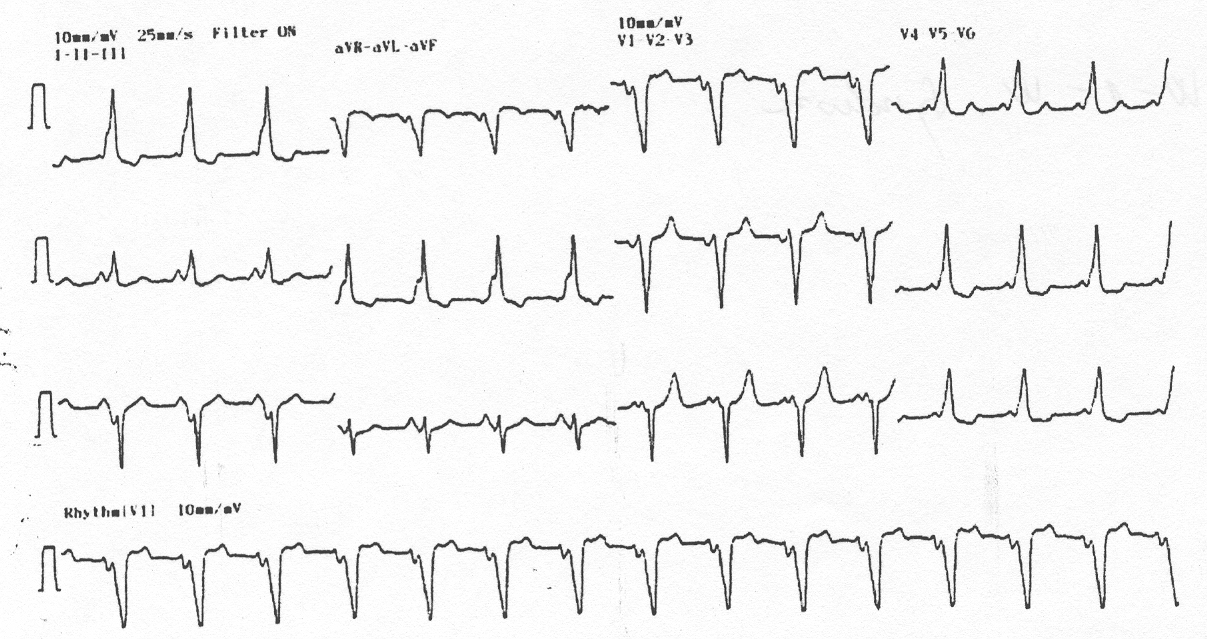 10mm/mV 25mm/s Filter ON
I-II-III
aVR-aVL-aVF
10mm/mV
V1-V2-V3
V4 V5 V6
Rhythm[V1] 10mm/mV